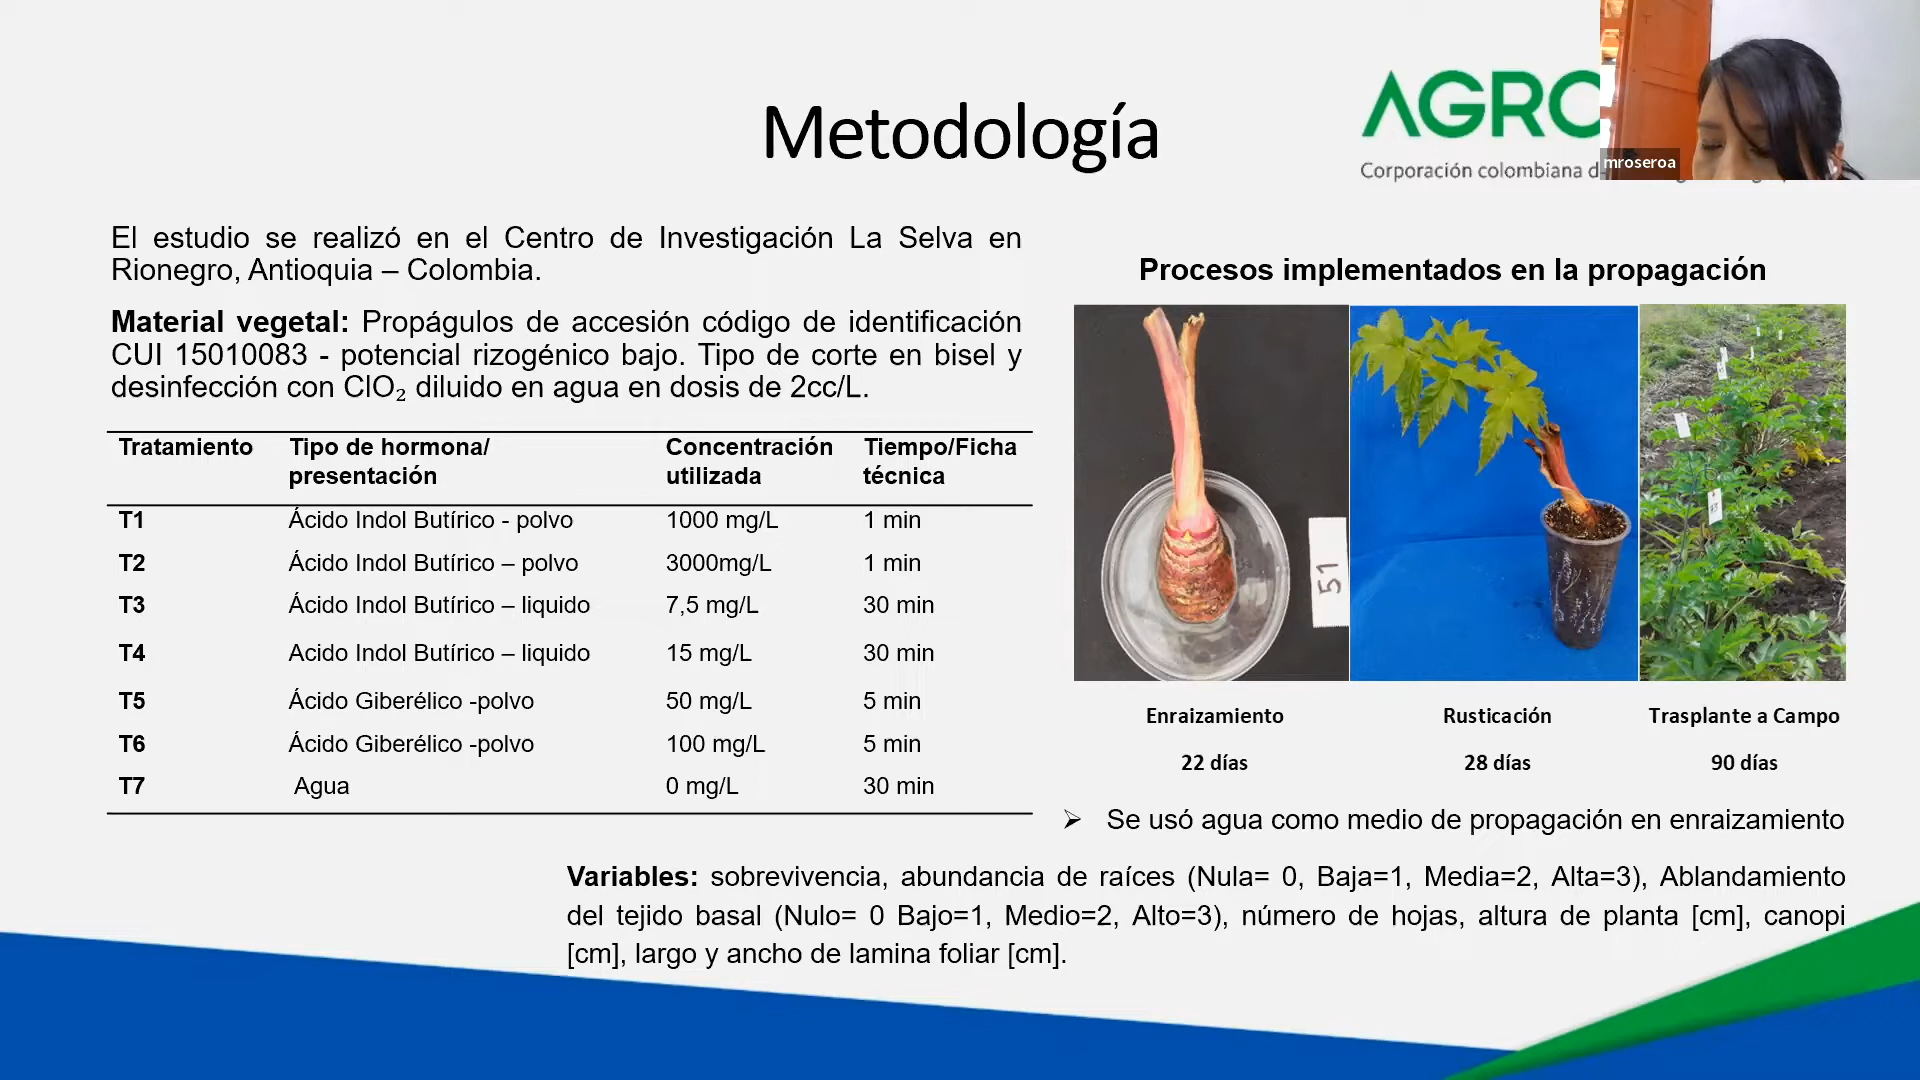 Metodología
AGRO
Corporación colombiana d
mroseroa
El estudio se realizó en el Centro de Investigación La Selva en
Rionegro, Antioquia – Colombia.
Material vegetal: Propágulos de accesión código de identificación
CUI 15010083 - potencial rizogénico bajo. Tipo de corte en bisel y
desinfección con ClO₂ diluido en agua en dosis de 2cc/L.
Tratamiento Tipo de hormona/ Concentración Tiempo/Ficha
presentación utilizada técnica
T1 Ácido Indol Butírico - polvo 1000 mg/L 1 min
T2 Ácido Indol Butírico – polvo 3000mg/L 1 min
T3 Ácido Indol Butírico – liquido 7,5 mg/L 30 min
T4 Acido Indol Butírico – liquido 15 mg/L 30 min
T5 Ácido Giberélico -polvo 50 mg/L 5 min
T6 Ácido Giberélico -polvo 100 mg/L 5 min
T7 Agua 0 mg/L 30 min
Procesos implementados en la propagación
51
Enraizamiento Rusticación Trasplante a Campo
22 días 28 días 90 días
➢ Se usó agua como medio de propagación en enraizamiento
Variables: sobrevivencia, abundancia de raíces (Nula= 0, Baja=1, Media=2, Alta=3), Ablandamiento
del tejido basal (Nulo= 0 Bajo=1, Medio=2, Alto=3), número de hojas, altura de planta [cm], canopi
[cm], largo y ancho de lamina foliar [cm].